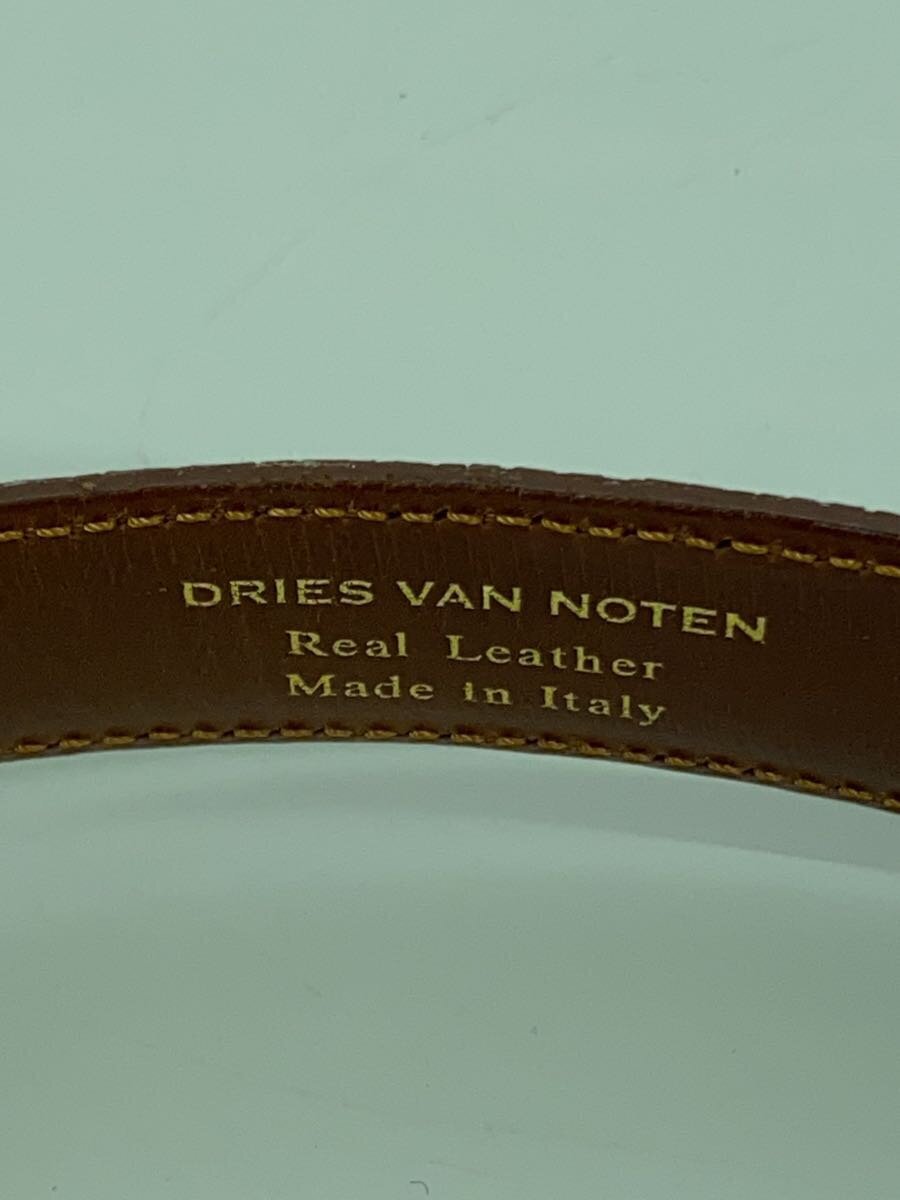 DRIES VAN NOTEN
Real Leather
Made in Italy